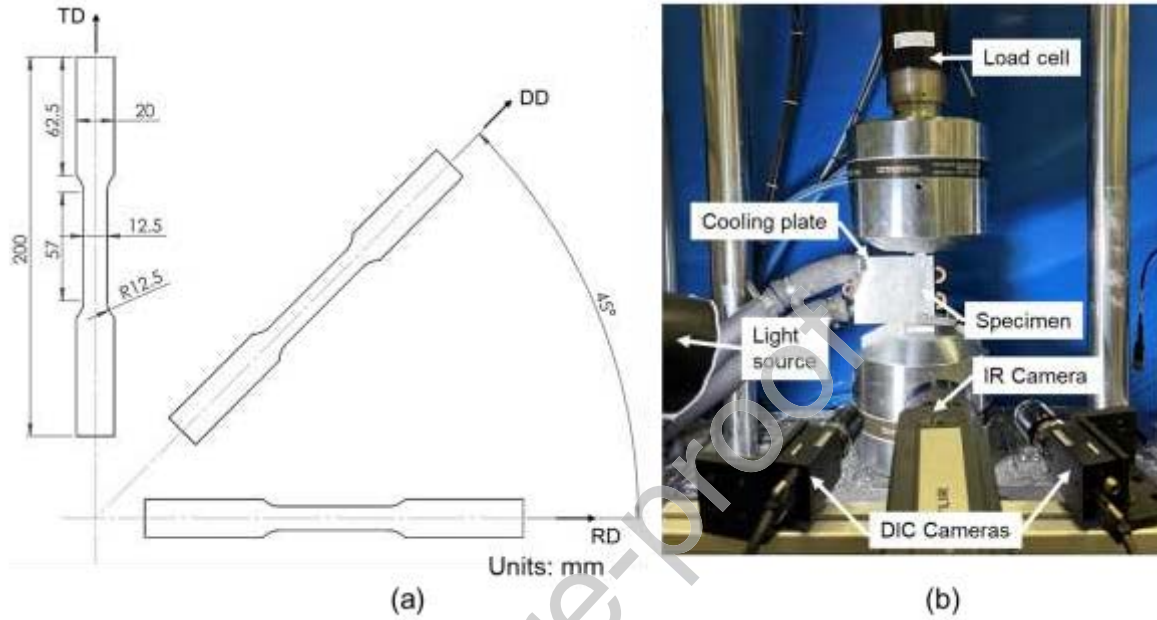 TD
DD
62.5
20
200
57
12.5
R12.5
45°
RD
Units: mm
(a)
Load cell
Cooling plate
Specimen
Light
source
IR Camera
DIC Cameras
(b)
e-proof